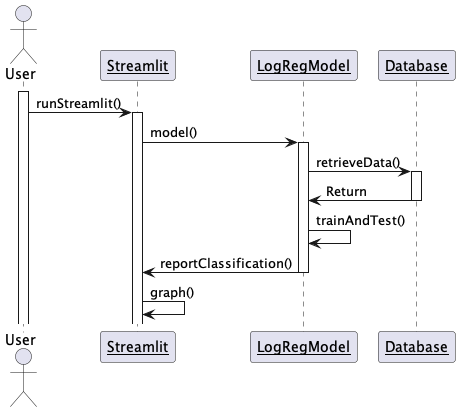 User
Streamlit
LogRegModel
Database
runStreamlit()
model()
retrieveData()
Return
trainAndTest()
reportClassification()
graph()
User
Streamlit
LogRegModel
Database